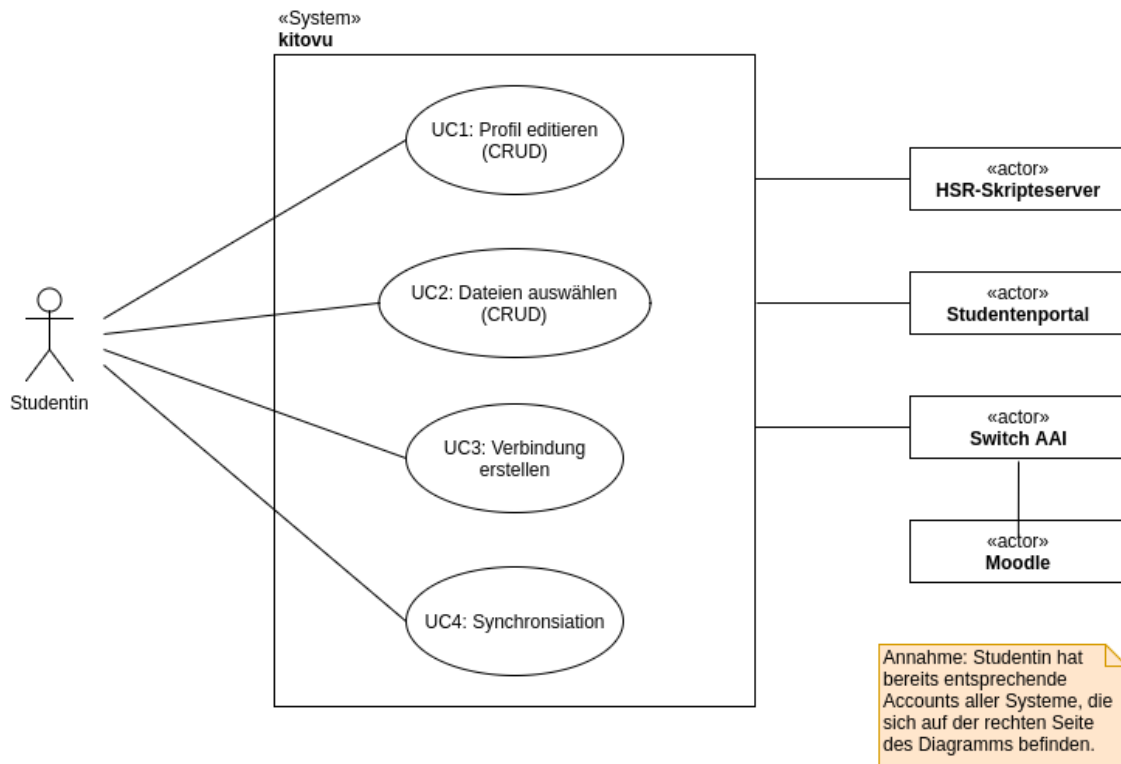 «System»
kitovu
UC1: Profil editieren
(CRUD)
«actor»
HSR-Skripteserver
UC2: Dateien auswählen
(CRUD)
«actor»
Studentenportal
Studentin
UC3: Verbindung
erstellen
«actor»
Switch AAI
«actor»
Moodle
UC4: Synchronsiation
Annahme: Studentin hat
bereits entsprechende
Accounts aller Systeme, die
sich auf der rechten Seite
des Diagramms befinden.